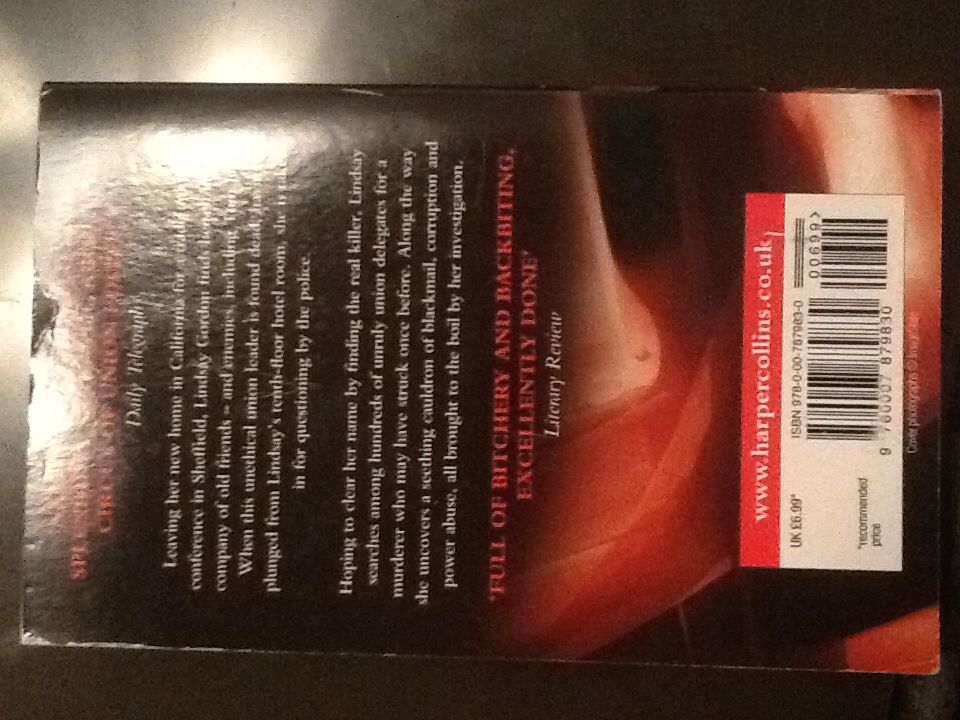 Daily Telegraph
Leaving her new home in California for a
conference in Sheffield, Lindsay Gordon finds herself in the
company of old friends – and enemies, including
When this unethical union leader is found dead, having
plunged from Lindsay's tenth-floor hotel room, she is
in for questioning by the police.
Hoping to clear her name by finding the real killer, Lindsay
searches among hundreds of unruly union delegates for a
murderer who may have struck once before. Along the way
she uncovers a seething cauldron of blackmail, corruption and
power abuse, all brought to the boil by her investigation.
'FULL OF BITCHERY AND BACKBITING,
EXCELLENTLY DONE'
Literary Review
www.harpercollins.co.uk
UK £6.99*
ISBN 978-0-00-787983-0
00699>
*recommended
price
9 780007 879830
Cover photographs ©